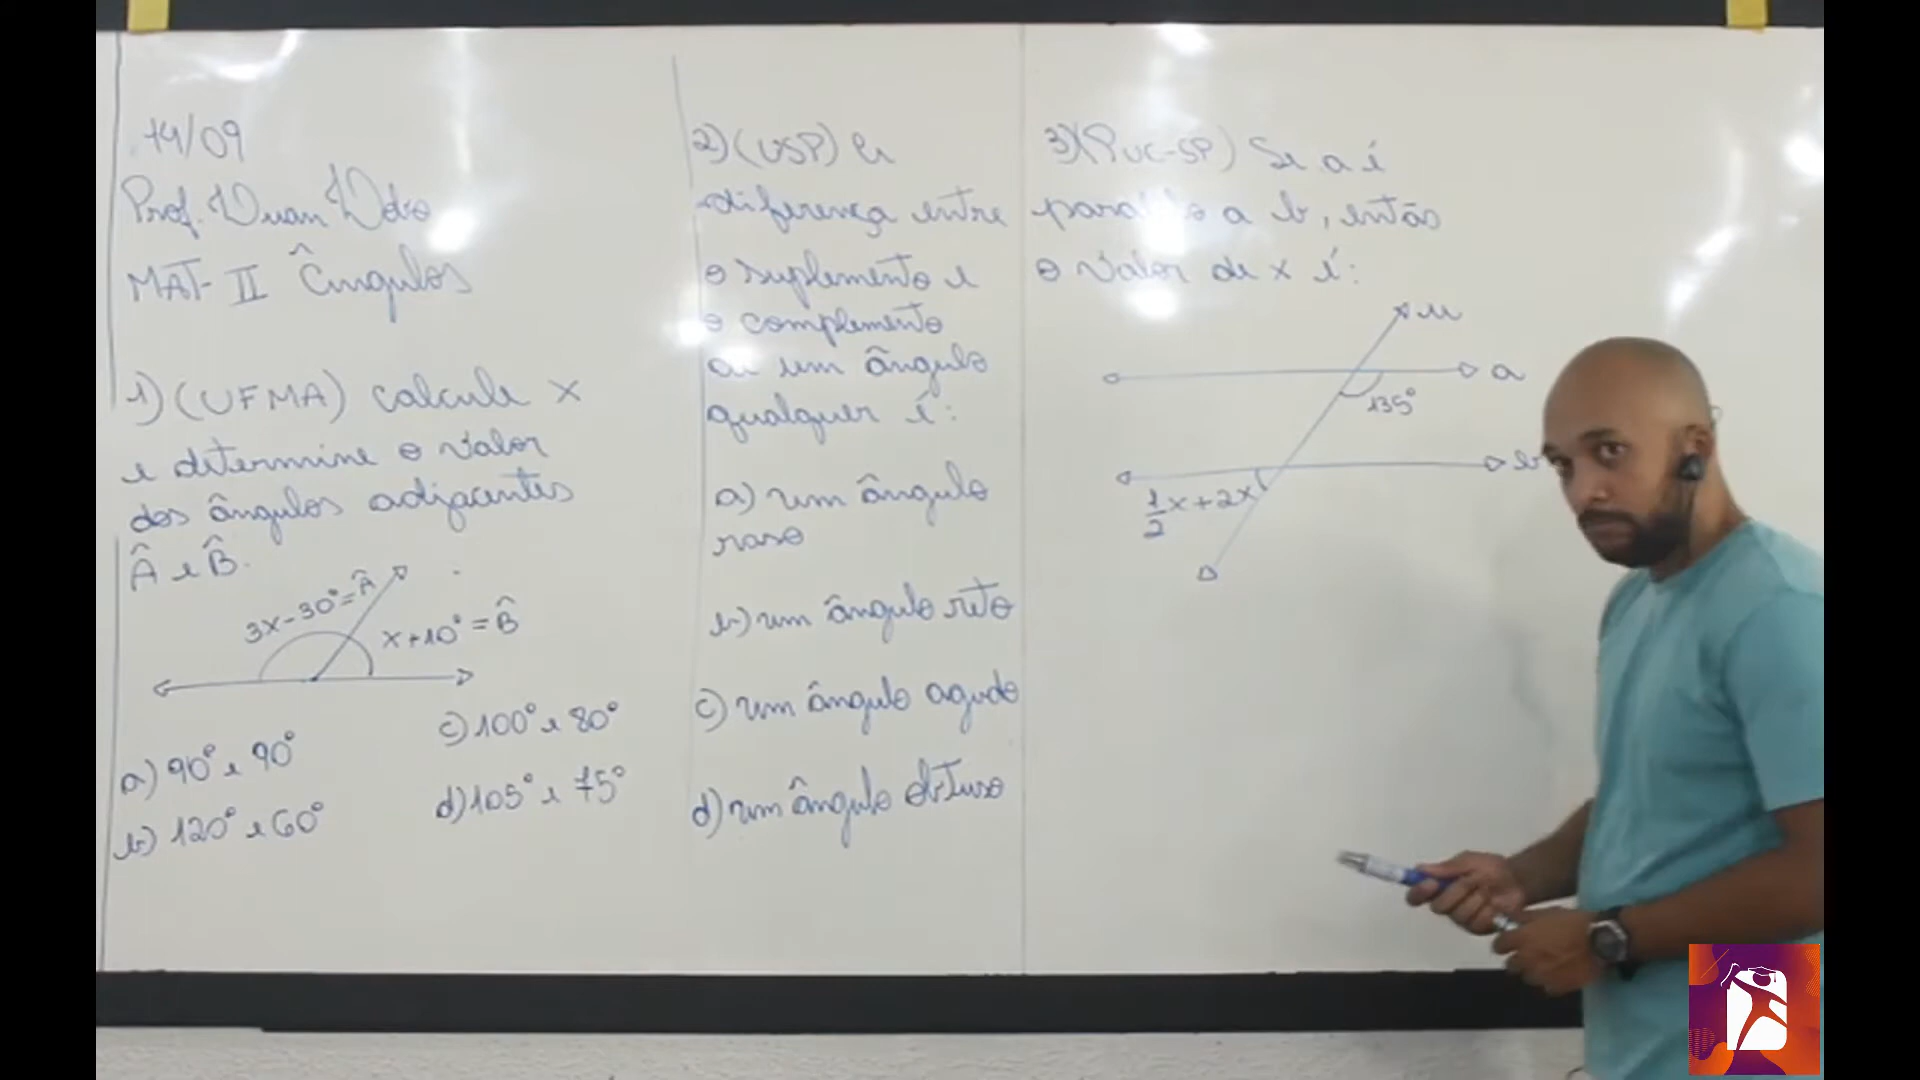 14/09
Prof. Wuan Wdio
MAT- II Ângulos
1) (UFMA) Calcule x
e determine o valor
dos ângulos adjacentes
Â e B̂.
3x-30°=Â
x+10°=B̂
a) 90° e 90°
c) 100° e 80°
b) 120° e 60°
d) 105° e 75°
2) (USP) A
diferença entre
o suplemento e
o complemento
de um ângulo
qualquer é:
a) um ângulo
raso
b) um ângulo reto
c) um ângulo agudo
d) um ângulo obtuso
3) (PUC-SP) Se a é
paralelo a b, então
o valor de x é:
u
a
135°
b
1/2x+2x